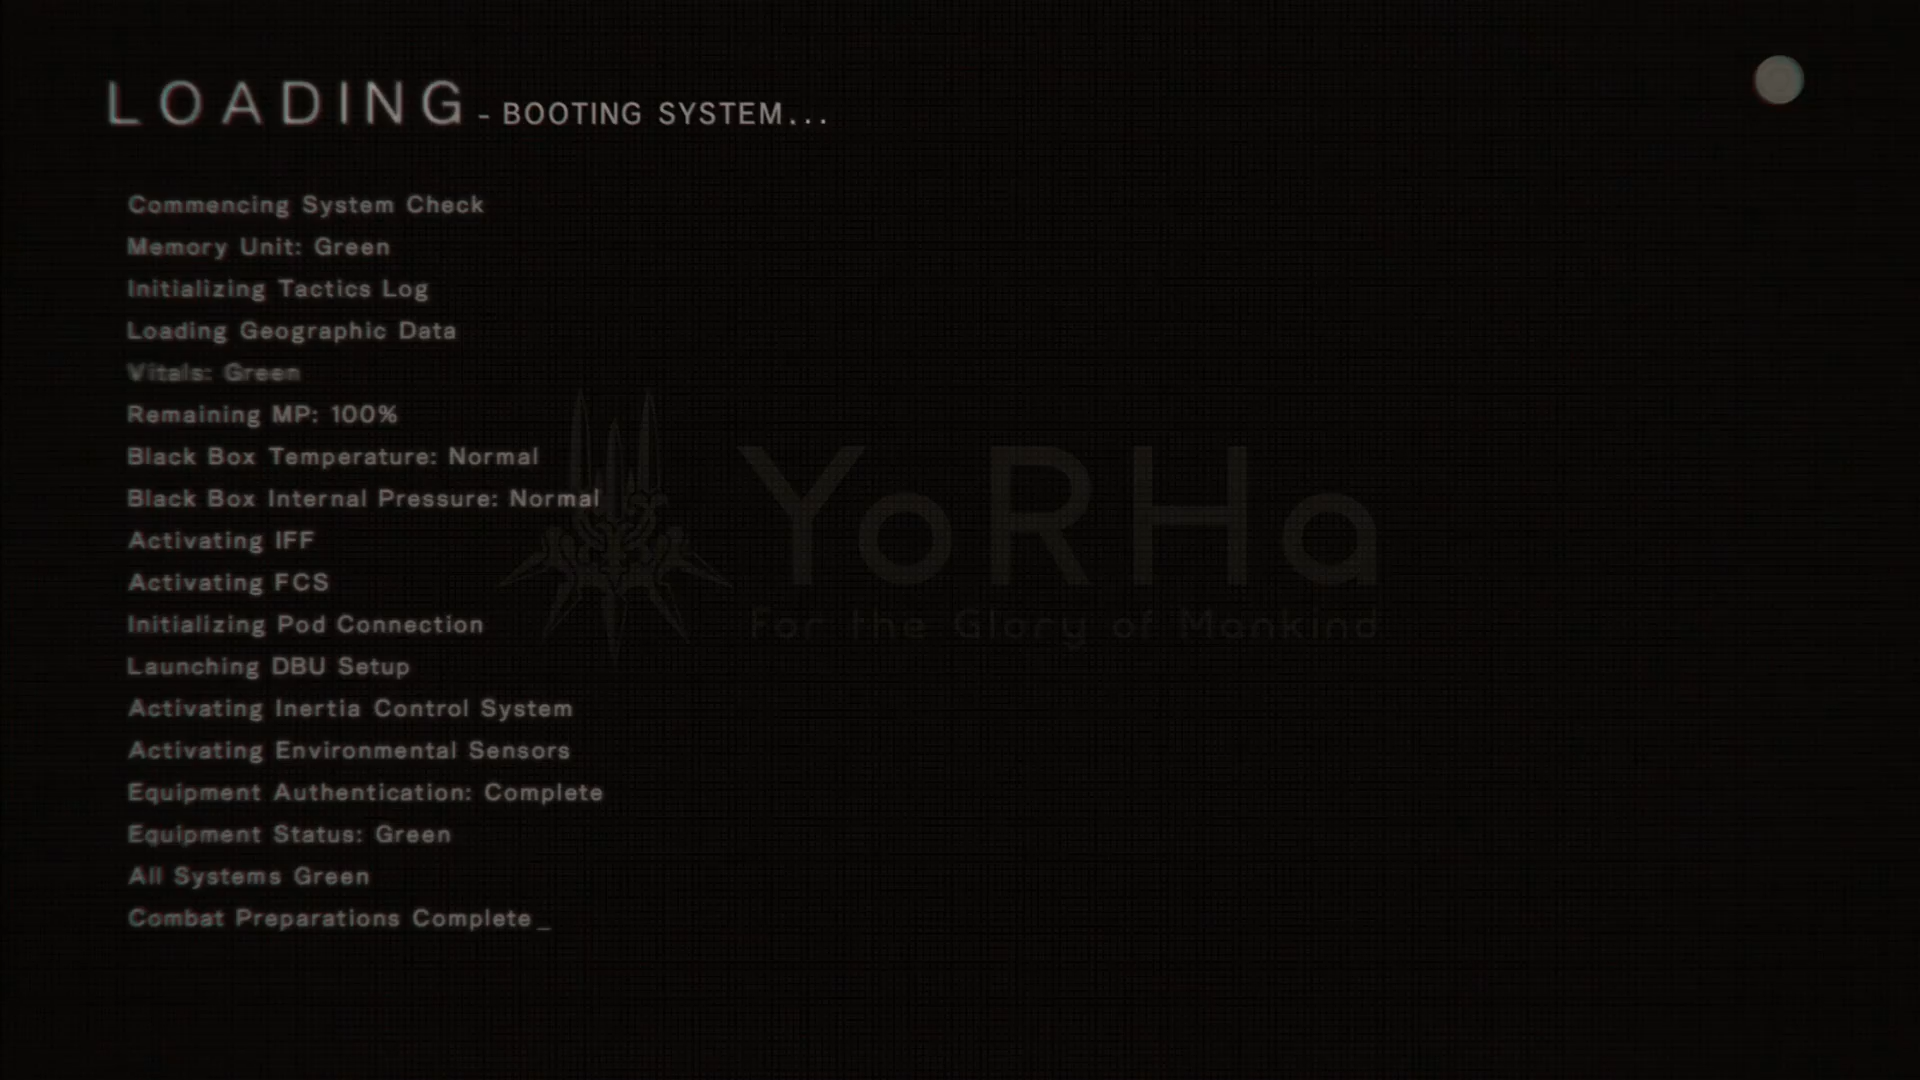 LOADING - BOOTING SYSTEM...
Commencing System Check
Memory Unit: Green
Initializing Tactics Log
Loading Geographic Data
Vitals: Green
Remaining MP: 100%
Black Box Temperature: Normal
Black Box Internal Pressure: Normal
Activating IFF
Activating FCS
Initializing Pod Connection
Launching DBU Setup
Activating Inertia Control System
Activating Environmental Sensors
Equipment Authentication: Complete
Equipment Status: Green
All Systems Green
Combat Preparations Complete _
YoRHa
For the Glory of Mankind